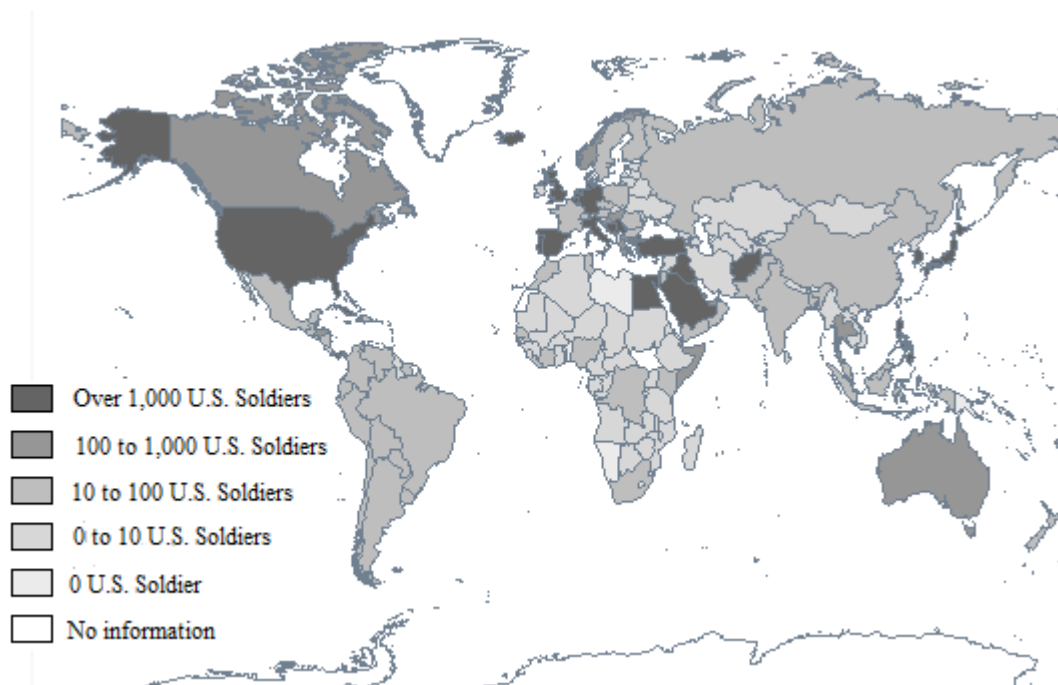 Over 1,000 U.S. Soldiers
100 to 1,000 U.S. Soldiers
10 to 100 U.S. Soldiers
0 to 10 U.S. Soldiers
0 U.S. Soldier
No information